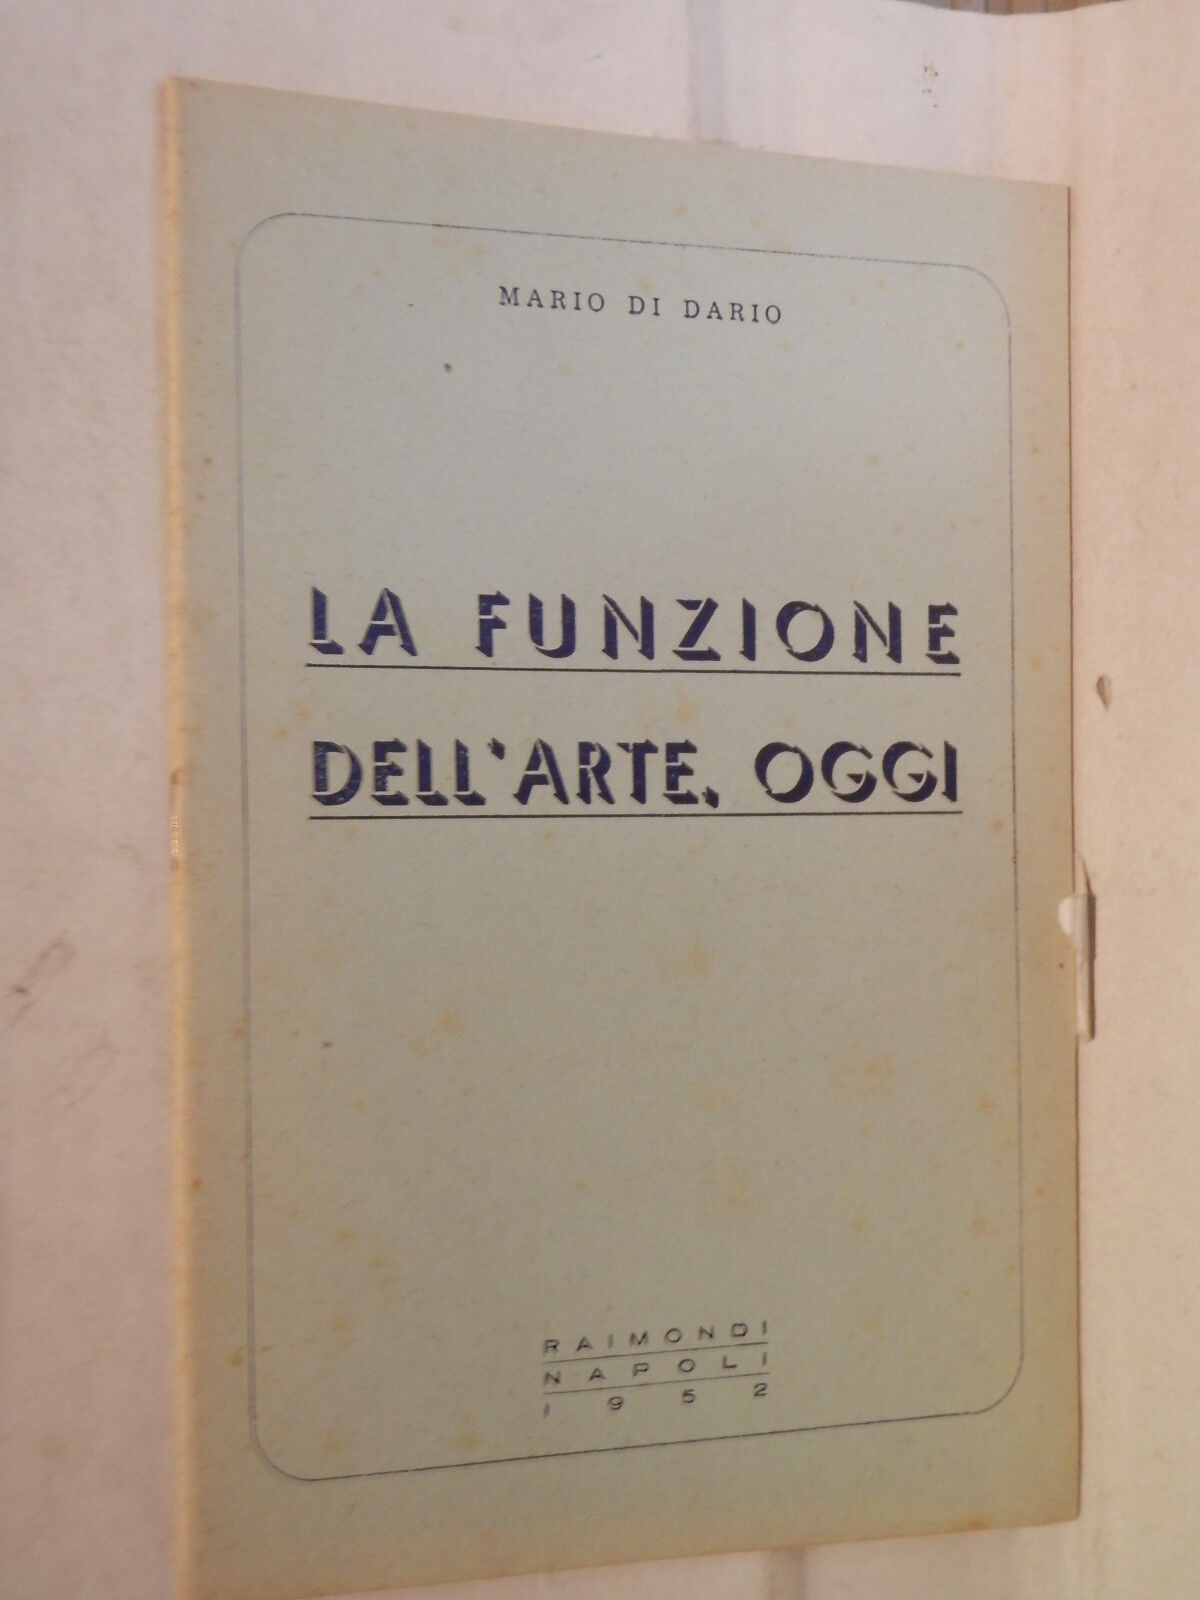 MARIO DI DARIO
LA FUNZIONE
DELL'ARTE, OGGI
RAIMONDI
NAPOLI
1952